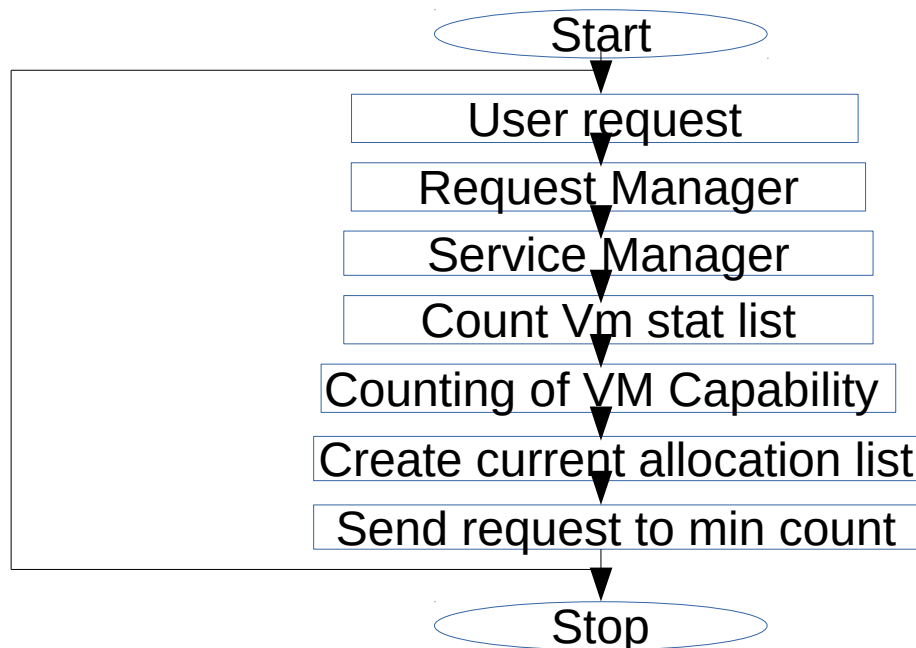 Start
User request
Request Manager
Service Manager
Count Vm stat list
Counting of VM Capability
Create current allocation list
Send request to min count
Stop